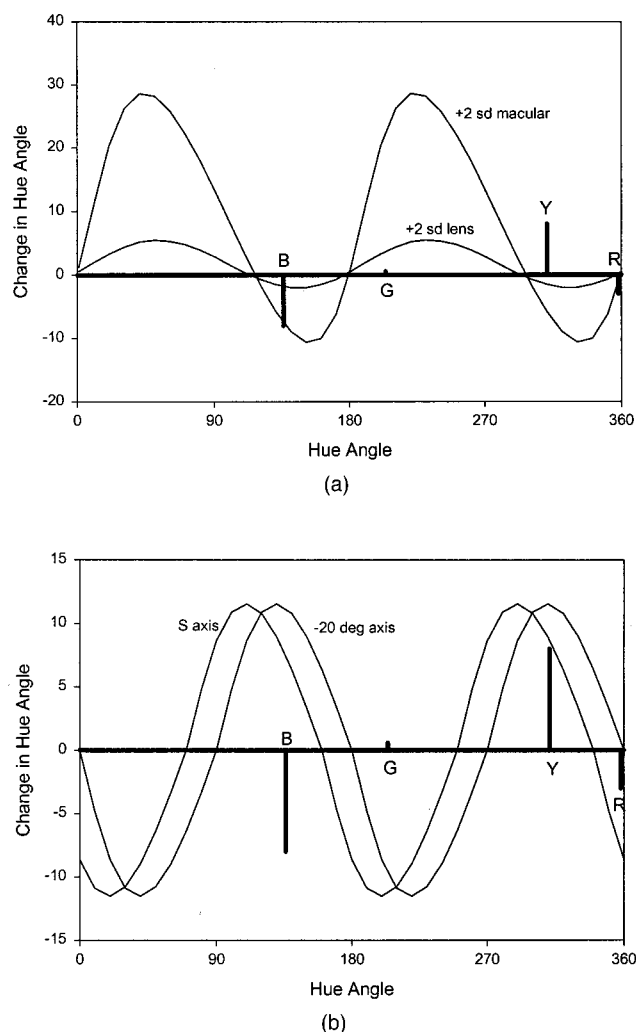 40
30
+2 sd macular
20
Change in Hue Angle
Y
10
+2 sd lens
B
R
0
G
-10
-20
0 90 180 270 360
Hue Angle
(a)
15
10
S axis
-20 deg axis
5
Change in Hue Angle
B
0
G
Y
R
-5
-10
-15
0 90 180 270 360
Hue Angle
(b)